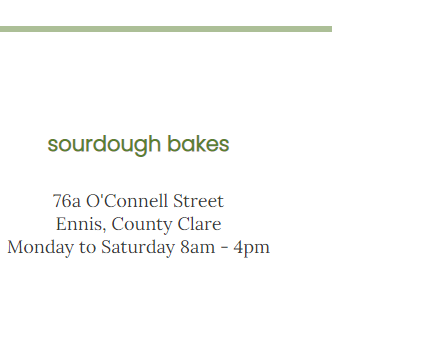 sourdough bakes
76a O'Connell Street
Ennis, County Clare
Monday to Saturday 8am - 4pm